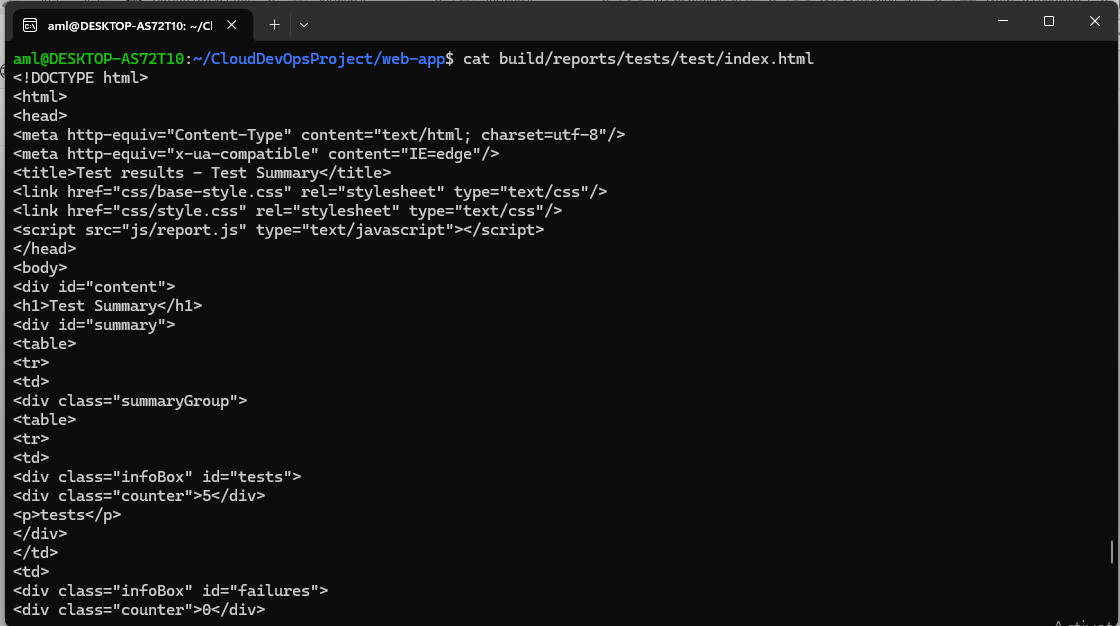 aml@DESKTOP-AS72T10: ~/Cl
aml@DESKTOP-AS72T10:~/CloudDevOpsProject/web-app$ cat build/reports/tests/test/index.html
<!DOCTYPE html>
<html>
<head>
<meta http-equiv="Content-Type" content="text/html; charset=utf-8"/>
<meta http-equiv="x-ua-compatible" content="IE=edge"/>
<title>Test results - Test Summary</title>
<link href="css/base-style.css" rel="stylesheet" type="text/css"/>
<link href="css/style.css" rel="stylesheet" type="text/css"/>
<script src="js/report.js" type="text/javascript"></script>
</head>
<body>
<div id="content">
<h1>Test Summary</h1>
<div id="summary">
<table>
<tr>
<td>
<div class="summaryGroup">
<table>
<tr>
<td>
<div class="infoBox" id="tests">
<div class="counter">5</div>
<p>tests</p>
</div>
</td>
<td>
<div class="infoBox" id="failures">
<div class="counter">0</div>